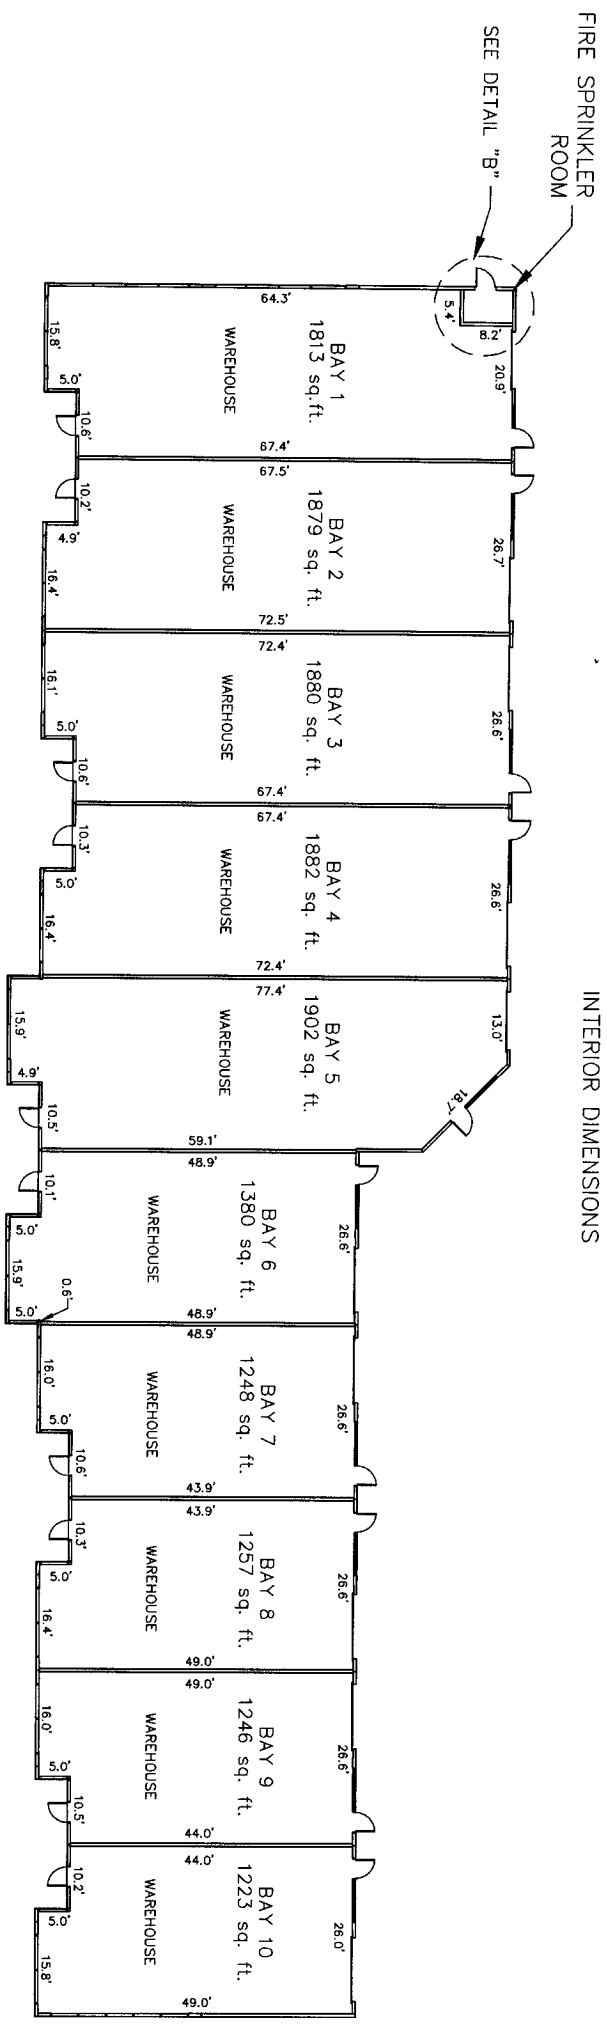 FIRE SPRINKLER
ROOM
SEE DETAIL "B"
INTERIOR DIMENSIONS
8.2'
5.4'
20.9'
64.3'
BAY 1
1813 sq.ft.
WAREHOUSE
15.8'
5.0'
10.6'
67.4'
67.5'
26.7'
BAY 2
1879 sq. ft.
WAREHOUSE
10.2'
4.9'
16.4'
72.5'
72.4'
26.6'
BAY 3
1880 sq. ft.
WAREHOUSE
16.1'
5.0'
10.6'
67.4'
67.4'
26.6'
BAY 4
1882 sq. ft.
WAREHOUSE
10.3'
5.0'
16.4'
72.4'
77.4'
13.0'
18.7'
BAY 5
1902 sq. ft.
WAREHOUSE
15.9'
4.9'
10.5'
59.1'
48.9'
26.6'
BAY 6
1380 sq. ft.
WAREHOUSE
10.1'
5.0'
15.9'
5.0'
0.6'
48.9'
48.9'
26.6'
BAY 7
1248 sq. ft.
WAREHOUSE
16.0'
5.0'
10.6'
43.9'
43.9'
26.6'
BAY 8
1257 sq. ft.
WAREHOUSE
10.3'
5.0'
16.4'
49.0'
49.0'
26.6'
BAY 9
1246 sq. ft.
WAREHOUSE
16.0'
5.0'
10.5'
44.0'
44.0'
26.0'
BAY 10
1223 sq. ft.
WAREHOUSE
10.2'
5.0'
15.8'
49.0'